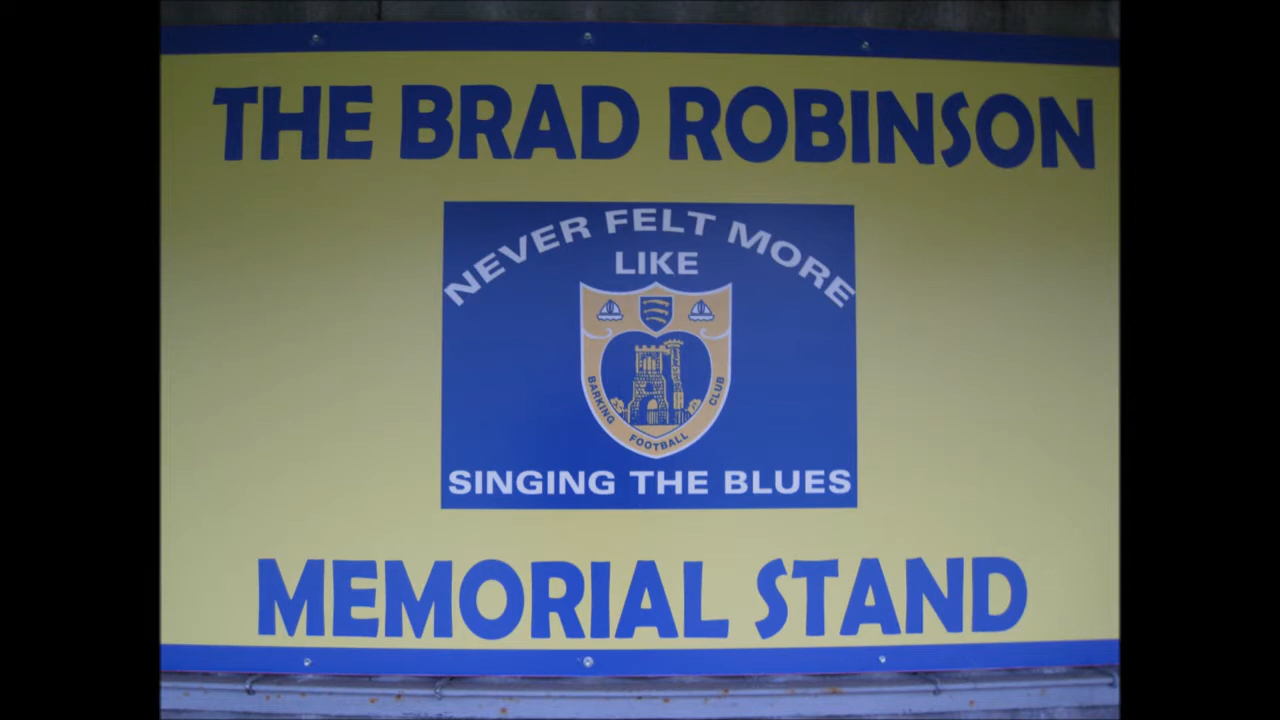 THE BRAD ROBINSON
NEVER FELT MORE
LIKE
BARKING FOOTBALL CLUB
SINGING THE BLUES
MEMORIAL STAND